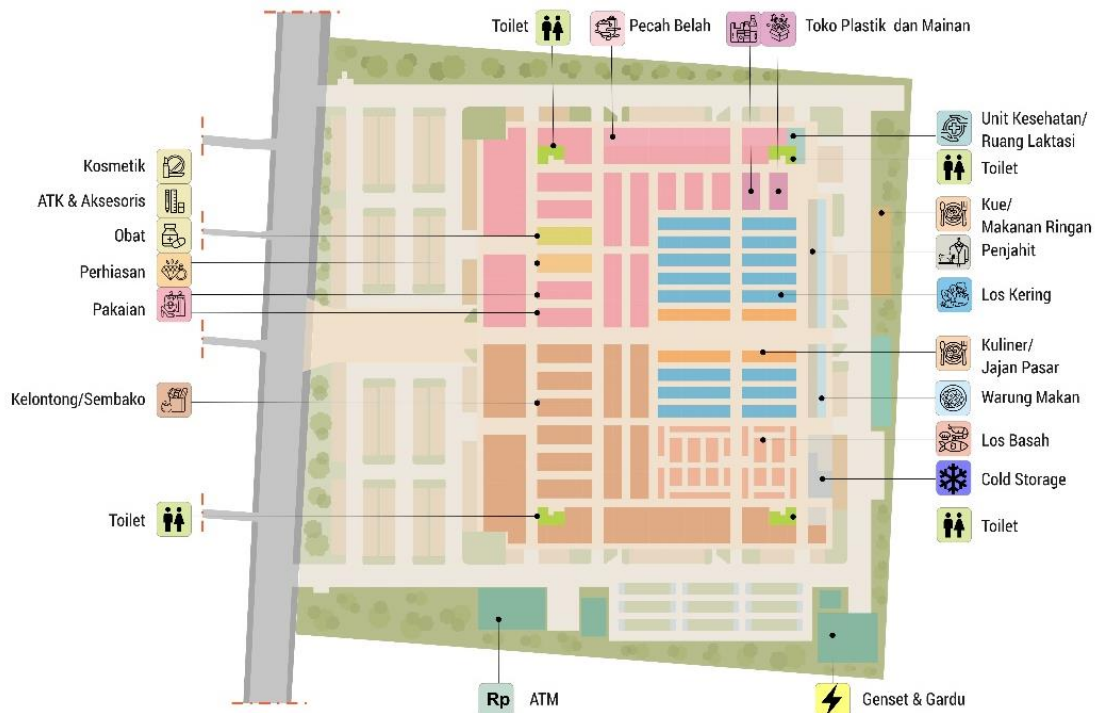 Toilet
Pecah Belah
Toko Plastik dan Mainan
Kosmetik
ATK & Aksesoris
Obat
Perhiasan
Pakaian
Kelontong/Sembako
Toilet
Unit Kesehatan/
Ruang Laktasi
Toilet
Kue/
Makanan Ringan
Penjahit
Los Kering
Kuliner/
Jajan Pasar
Warung Makan
Los Basah
Cold Storage
Toilet
Rp ATM
Genset & Gardu